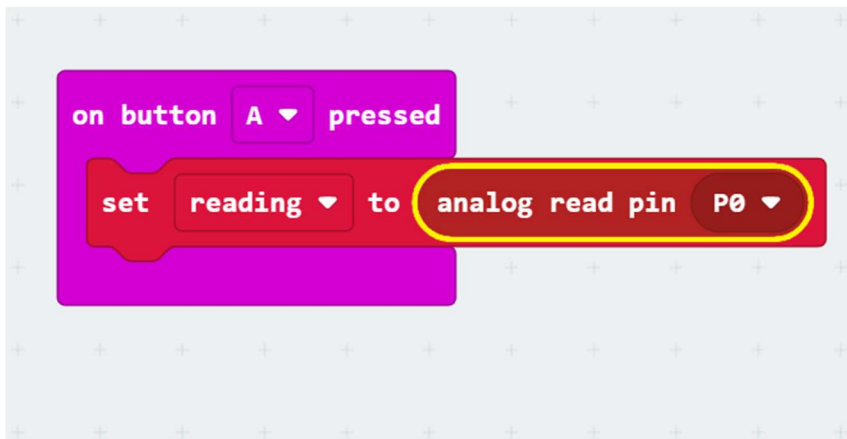 on button A pressed
set reading to analog read pin P0